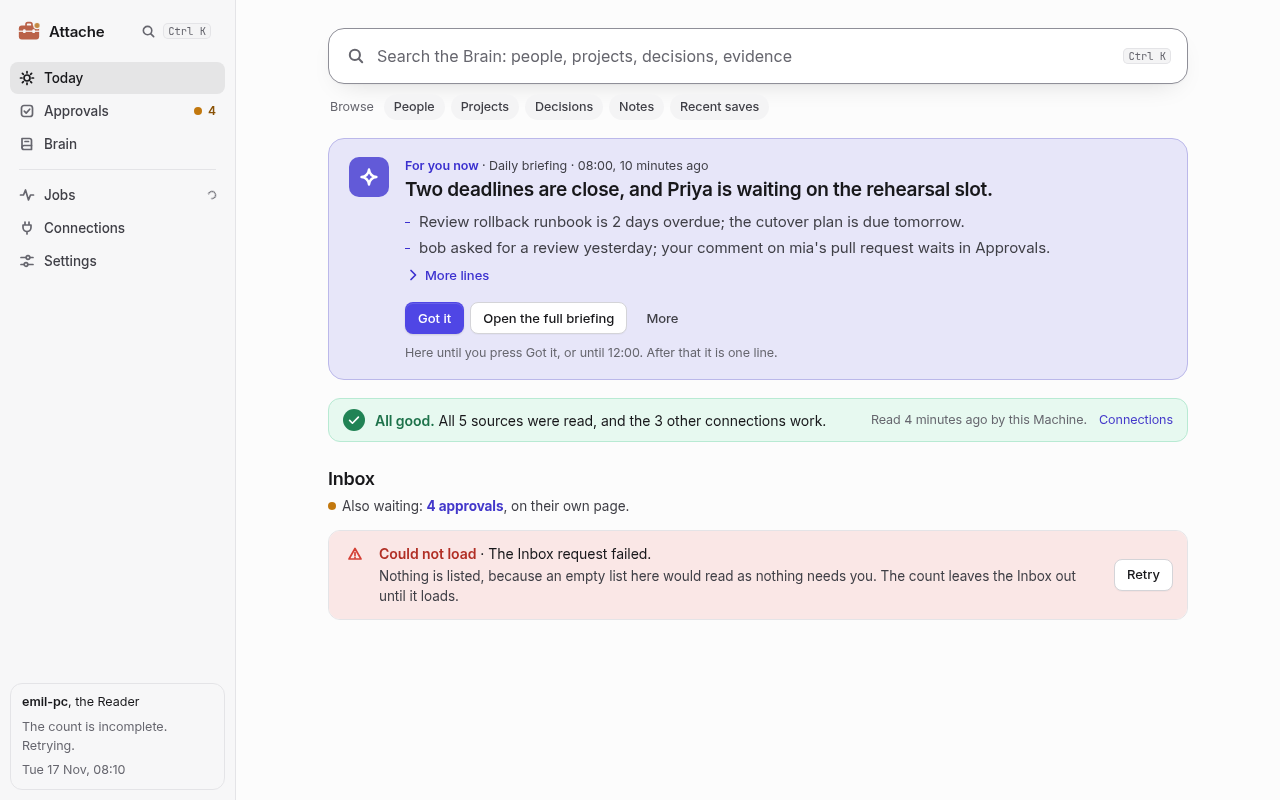 Attache
Ctrl K
Today
Approvals
4
Brain
Jobs
Connections
Settings
emil-pc, the Reader
The count is incomplete.
Retrying.
Tue 17 Nov, 08:10
Search the Brain: people, projects, decisions, evidence
Ctrl K
Browse
People
Projects
Decisions
Notes
Recent saves
For you now · Daily briefing · 08:00, 10 minutes ago
Two deadlines are close, and Priya is waiting on the rehearsal slot.
- Review rollback runbook is 2 days overdue; the cutover plan is due tomorrow.
- bob asked for a review yesterday; your comment on mia's pull request waits in Approvals.
More lines
Got it
Open the full briefing
More
Here until you press Got it, or until 12:00. After that it is one line.
All good. All 5 sources were read, and the 3 other connections work.
Read 4 minutes ago by this Machine.
Connections
Inbox
Also waiting: 4 approvals, on their own page.
Could not load · The Inbox request failed.
Nothing is listed, because an empty list here would read as nothing needs you. The count leaves the Inbox out
until it loads.
Retry